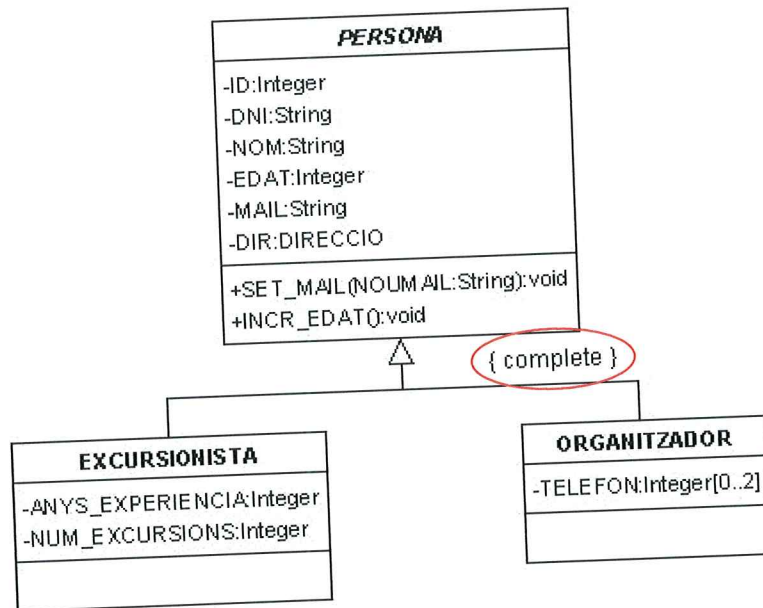 PERSONA
-ID:Integer
-DNI:String
-NOM:String
-EDAT:Integer
-MAIL:String
-DIR:DIRECCIO
+SET_MAIL(NOUMAIL:String):void
+INCR_EDAT():void
{ complete }
EXCURSIONISTA
-ANYS_EXPERIENCIA:Integer
-NUM_EXCURSIONS:Integer
ORGANITZADOR
-TELEFON:Integer[0..2]